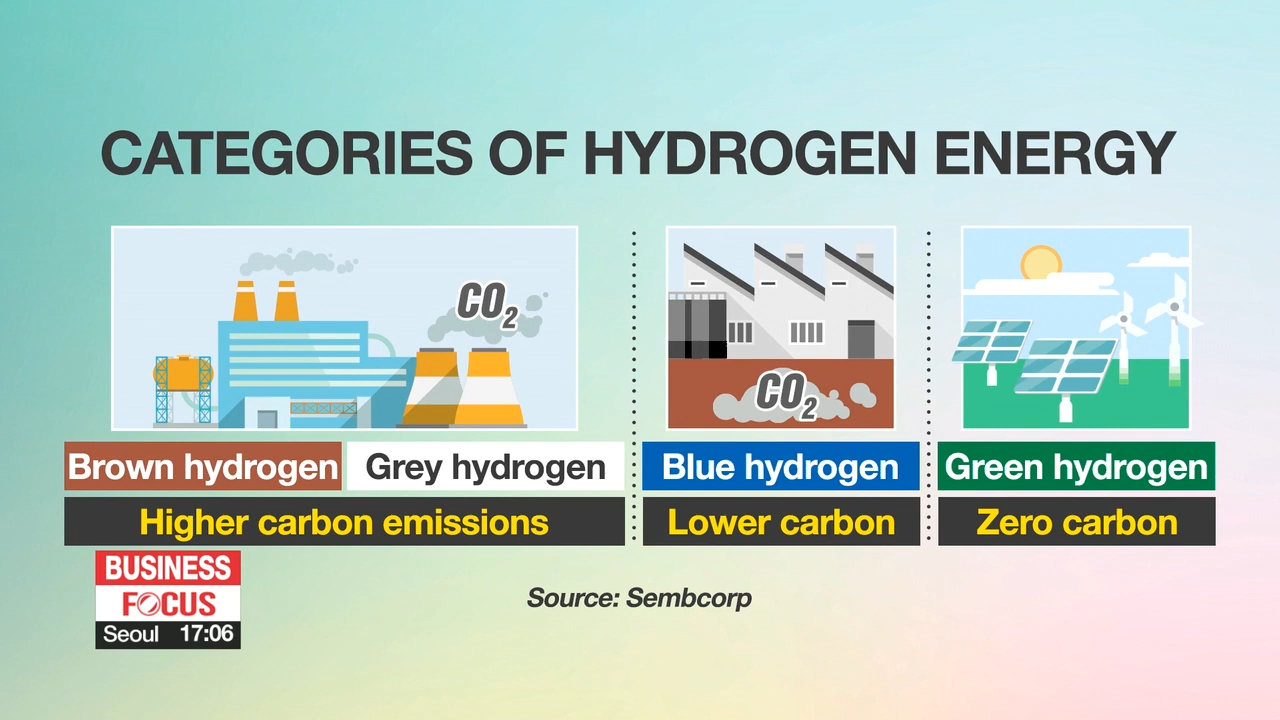 CATEGORIES OF HYDROGEN ENERGY
CO2
CO2
Brown hydrogen
Grey hydrogen
Blue hydrogen
Green hydrogen
Higher carbon emissions
Lower carbon
Zero carbon
BUSINESS
FOCUS
Seoul 17:06
Source: Sembcorp